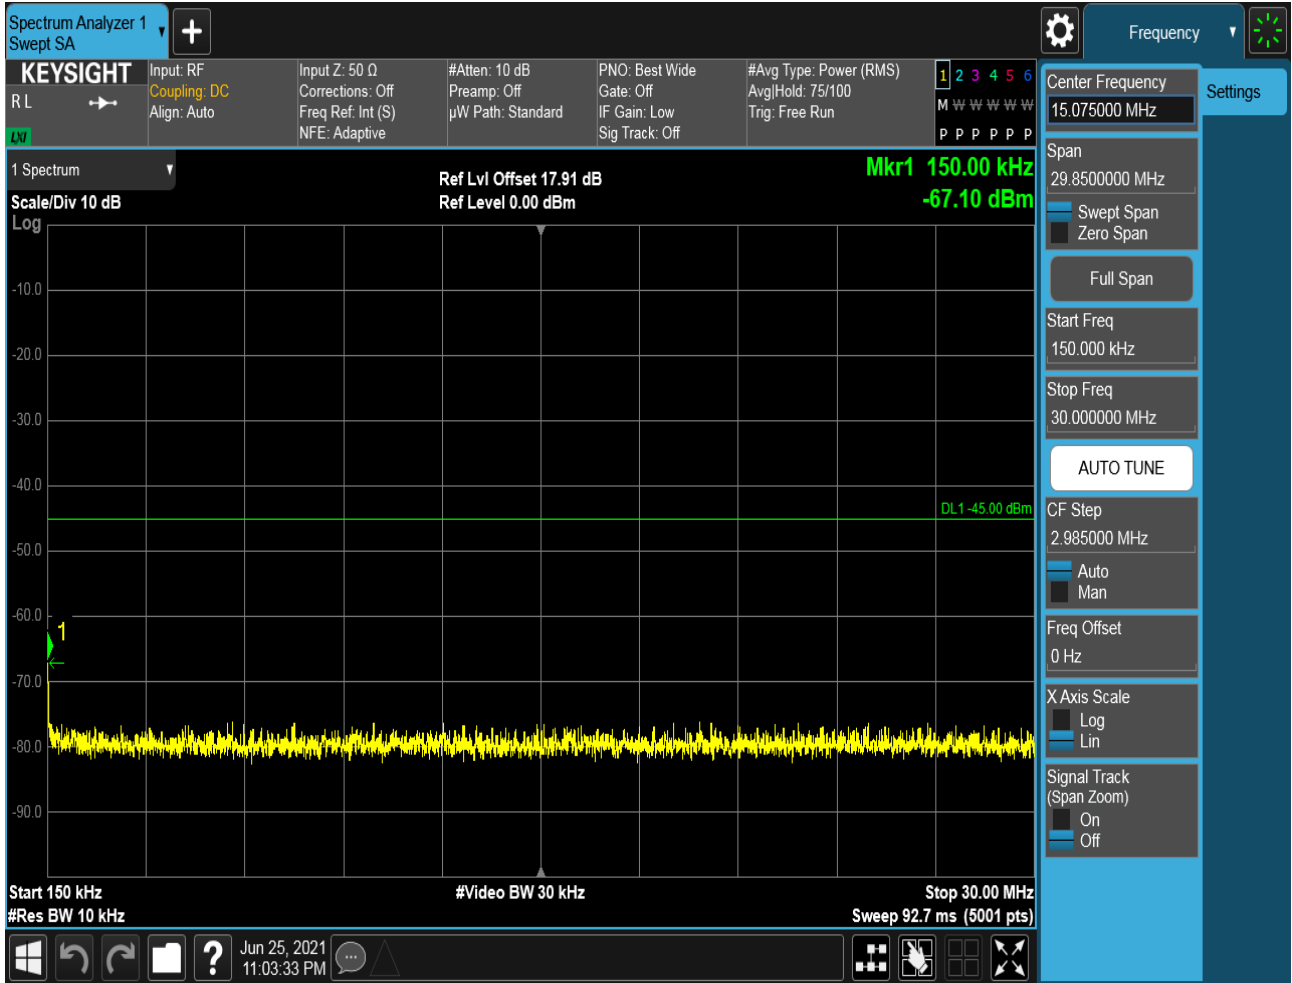 Spectrum Analyzer 1
Swept SA
+
Frequency
KEYSIGHT
R L
LXI
Input: RF
Coupling: DC
Align: Auto
Input Z: 50 Ω
Corrections: Off
Freq Ref: Int (S)
NFE: Adaptive
#Atten: 10 dB
Preamp: Off
µW Path: Standard
PNO: Best Wide
Gate: Off
IF Gain: Low
Sig Track: Off
#Avg Type: Power (RMS)
Avg|Hold: 75/100
Trig: Free Run
1 2 3 4 5 6
M W W W W W
P P P P P P
1 Spectrum
Scale/Div 10 dB
Log
Ref Lvl Offset 17.91 dB
Ref Level 0.00 dBm
Mkr1 150.00 kHz
-67.10 dBm
-10.0
-20.0
-30.0
-40.0
DL1 -45.00 dBm
-50.0
-60.0
1
-70.0
-80.0
-90.0
Start 150 kHz
#Res BW 10 kHz
#Video BW 30 kHz
Stop 30.00 MHz
Sweep 92.7 ms (5001 pts)
Center Frequency
15.075000 MHz
Settings
Span
29.8500000 MHz
Swept Span
Zero Span
Full Span
Start Freq
150.000 kHz
Stop Freq
30.000000 MHz
AUTO TUNE
CF Step
2.985000 MHz
Auto
Man
Freq Offset
0 Hz
X Axis Scale
Log
Lin
Signal Track
(Span Zoom)
On
Off
?
Jun 25, 2021
11:03:33 PM